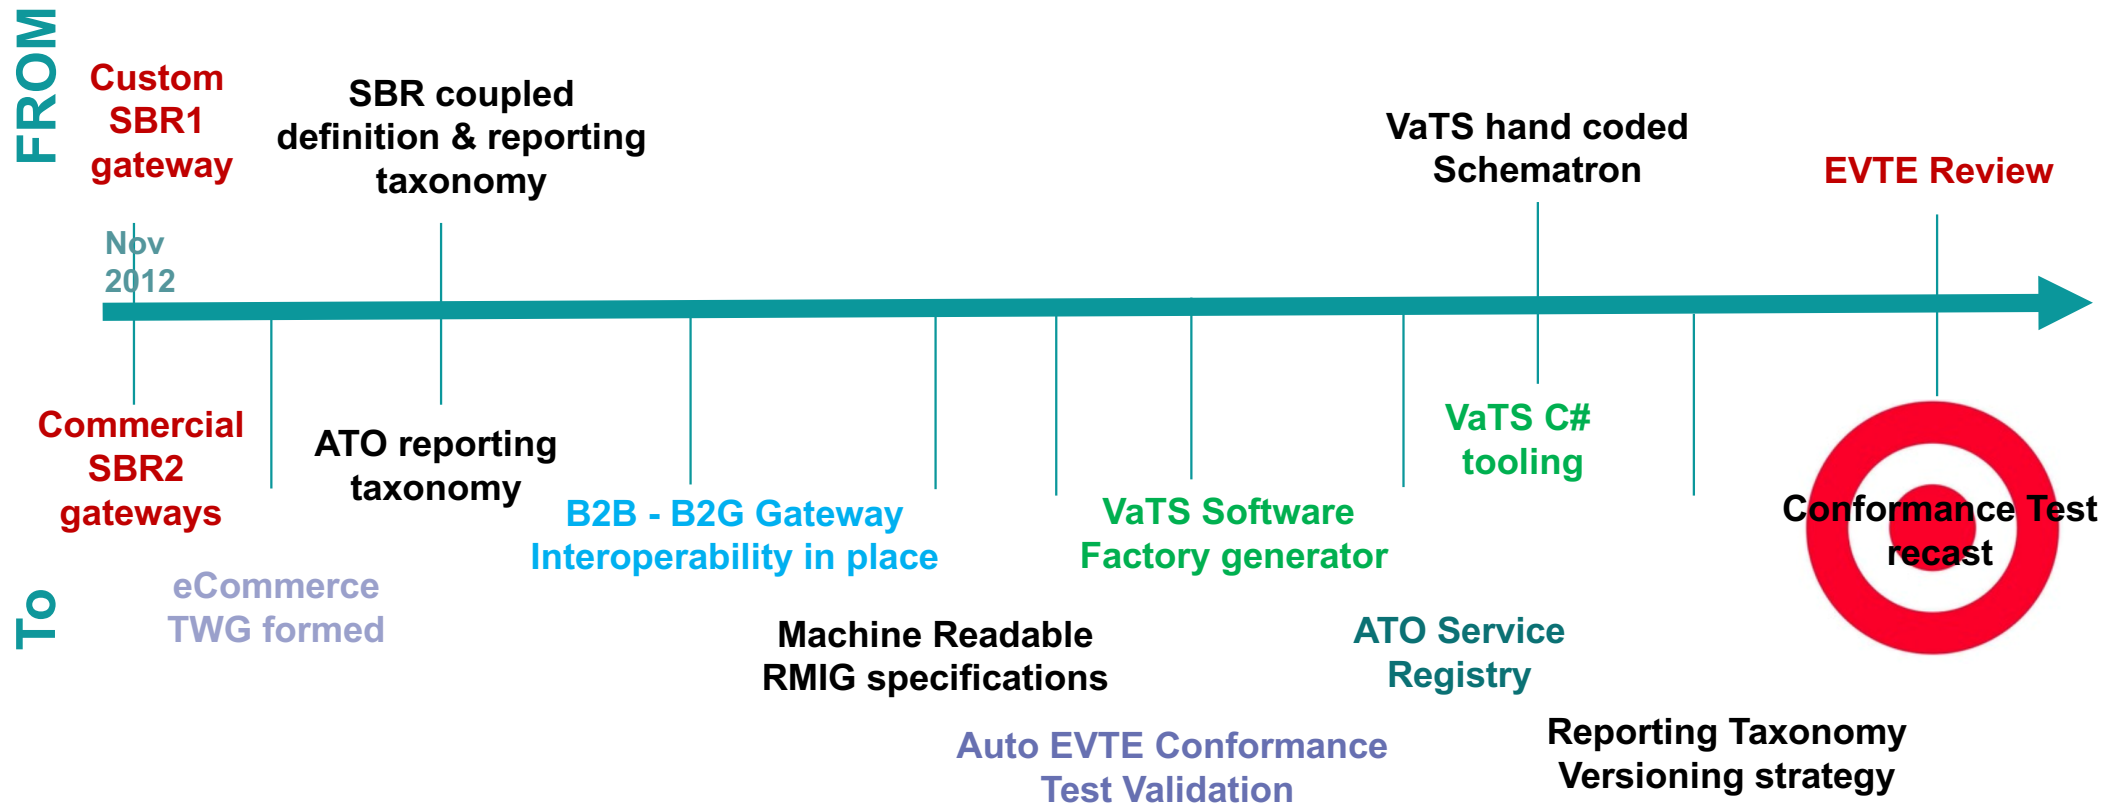 FROM
Custom
SBR1
gateway
SBR coupled
definition & reporting
taxonomy
VaTS hand coded
Schematron
EVTE Review
Nov
2012
To
Commercial
SBR2
gateways
eCommerce
TWG formed
ATO reporting
taxonomy
B2B - B2G Gateway
Interoperability in place
Machine Readable
RMIG specifications
Auto EVTE Conformance
Test Validation
VaTS Software
Factory generator
ATO Service
Registry
VaTS C#
tooling
Reporting Taxonomy
Versioning strategy
Conformance Test
recast